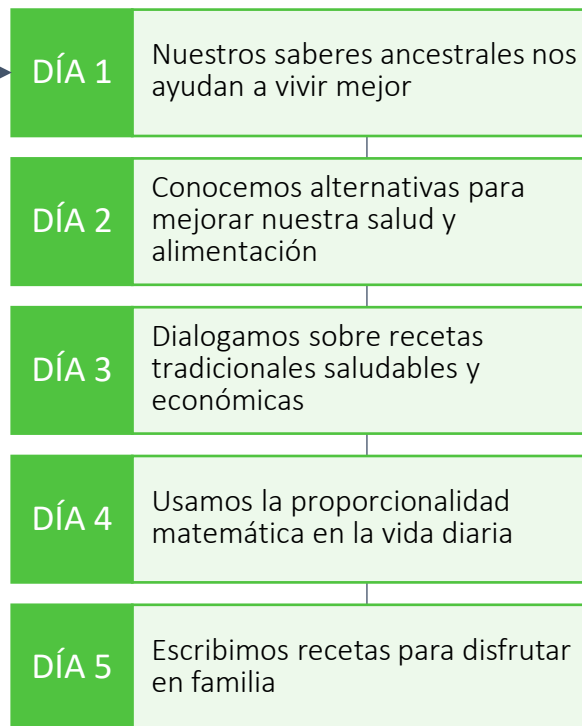 DÍA 1
Nuestros saberes ancestrales nos
ayudan a vivir mejor
DÍA 2
Conocemos alternativas para
mejorar nuestra salud y
alimentación
DÍA 3
Dialogamos sobre recetas
tradicionales saludables y
económicas
DÍA 4
Usamos la proporcionalidad
matemática en la vida diaria
DÍA 5
Escribimos recetas para disfrutar
en familia